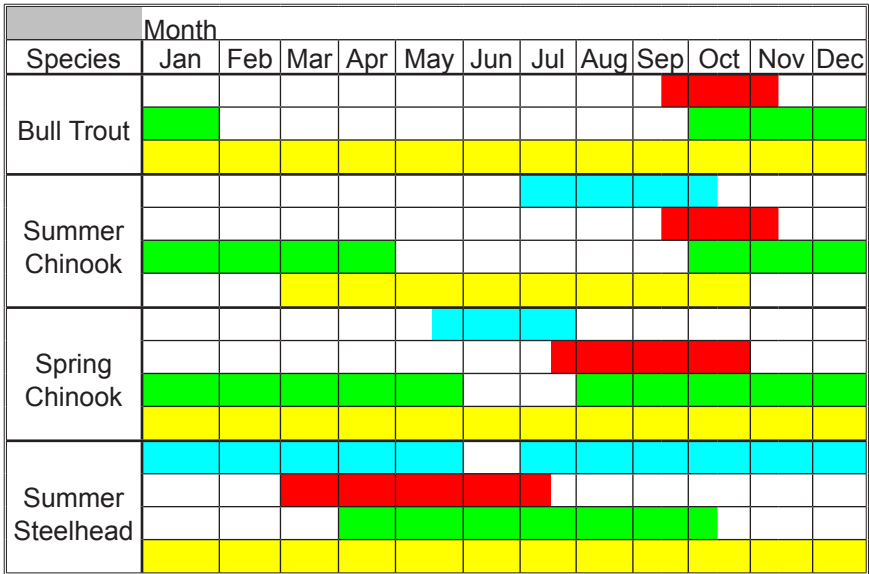 Month
Species Jan Feb Mar Apr May Jun Jul Aug Sep Oct Nov Dec
Bull Trout
Summer
Chinook
Spring
Chinook
Summer
Steelhead